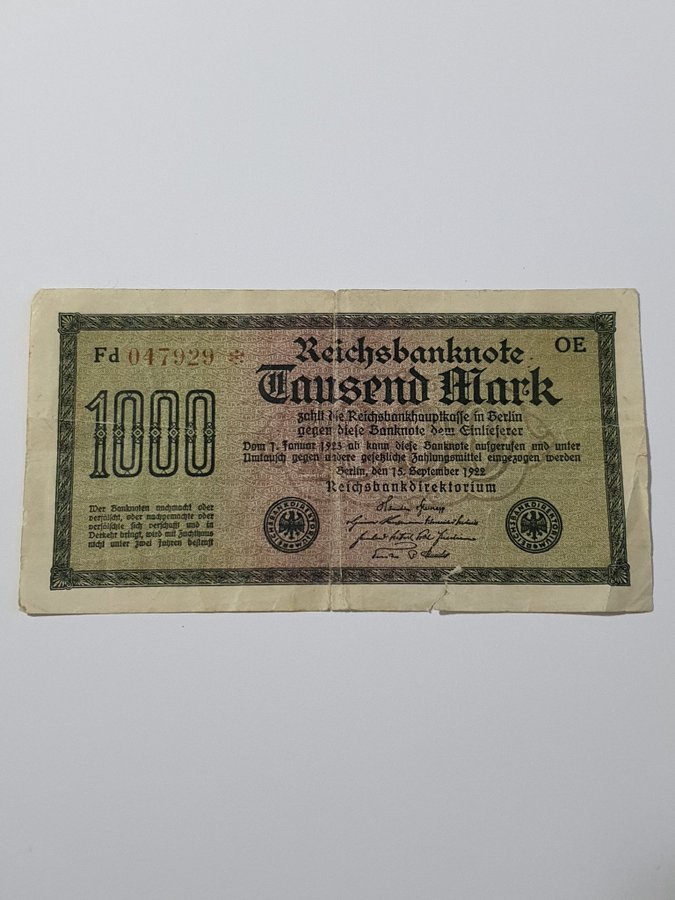 Fd 047929 * OE
Reichsbanknote
Tausend Mark
1000
zahlt die Reichsbankhauptkasse in Berlin
gegen diese Banknote dem Einlieferer
Vom 1. Januar 1923 ab kann diese Banknote aufgerufen und unter
Umtausch gegen andere gesetzliche Zahlungsmittel eingezogen werden
Berlin, den 15. September 1922
Reichsbankdirektorium
Wer Banknoten nachmacht oder
verfälscht, oder nachgemachte oder
verfälschte sich verschafft und in
Verkehr bringt, wird mit Zuchthaus
nicht unter zwei Jahren bestraft
REICHSBANKDIREKTORIUM
REICHSBANKDIREKTORIUM